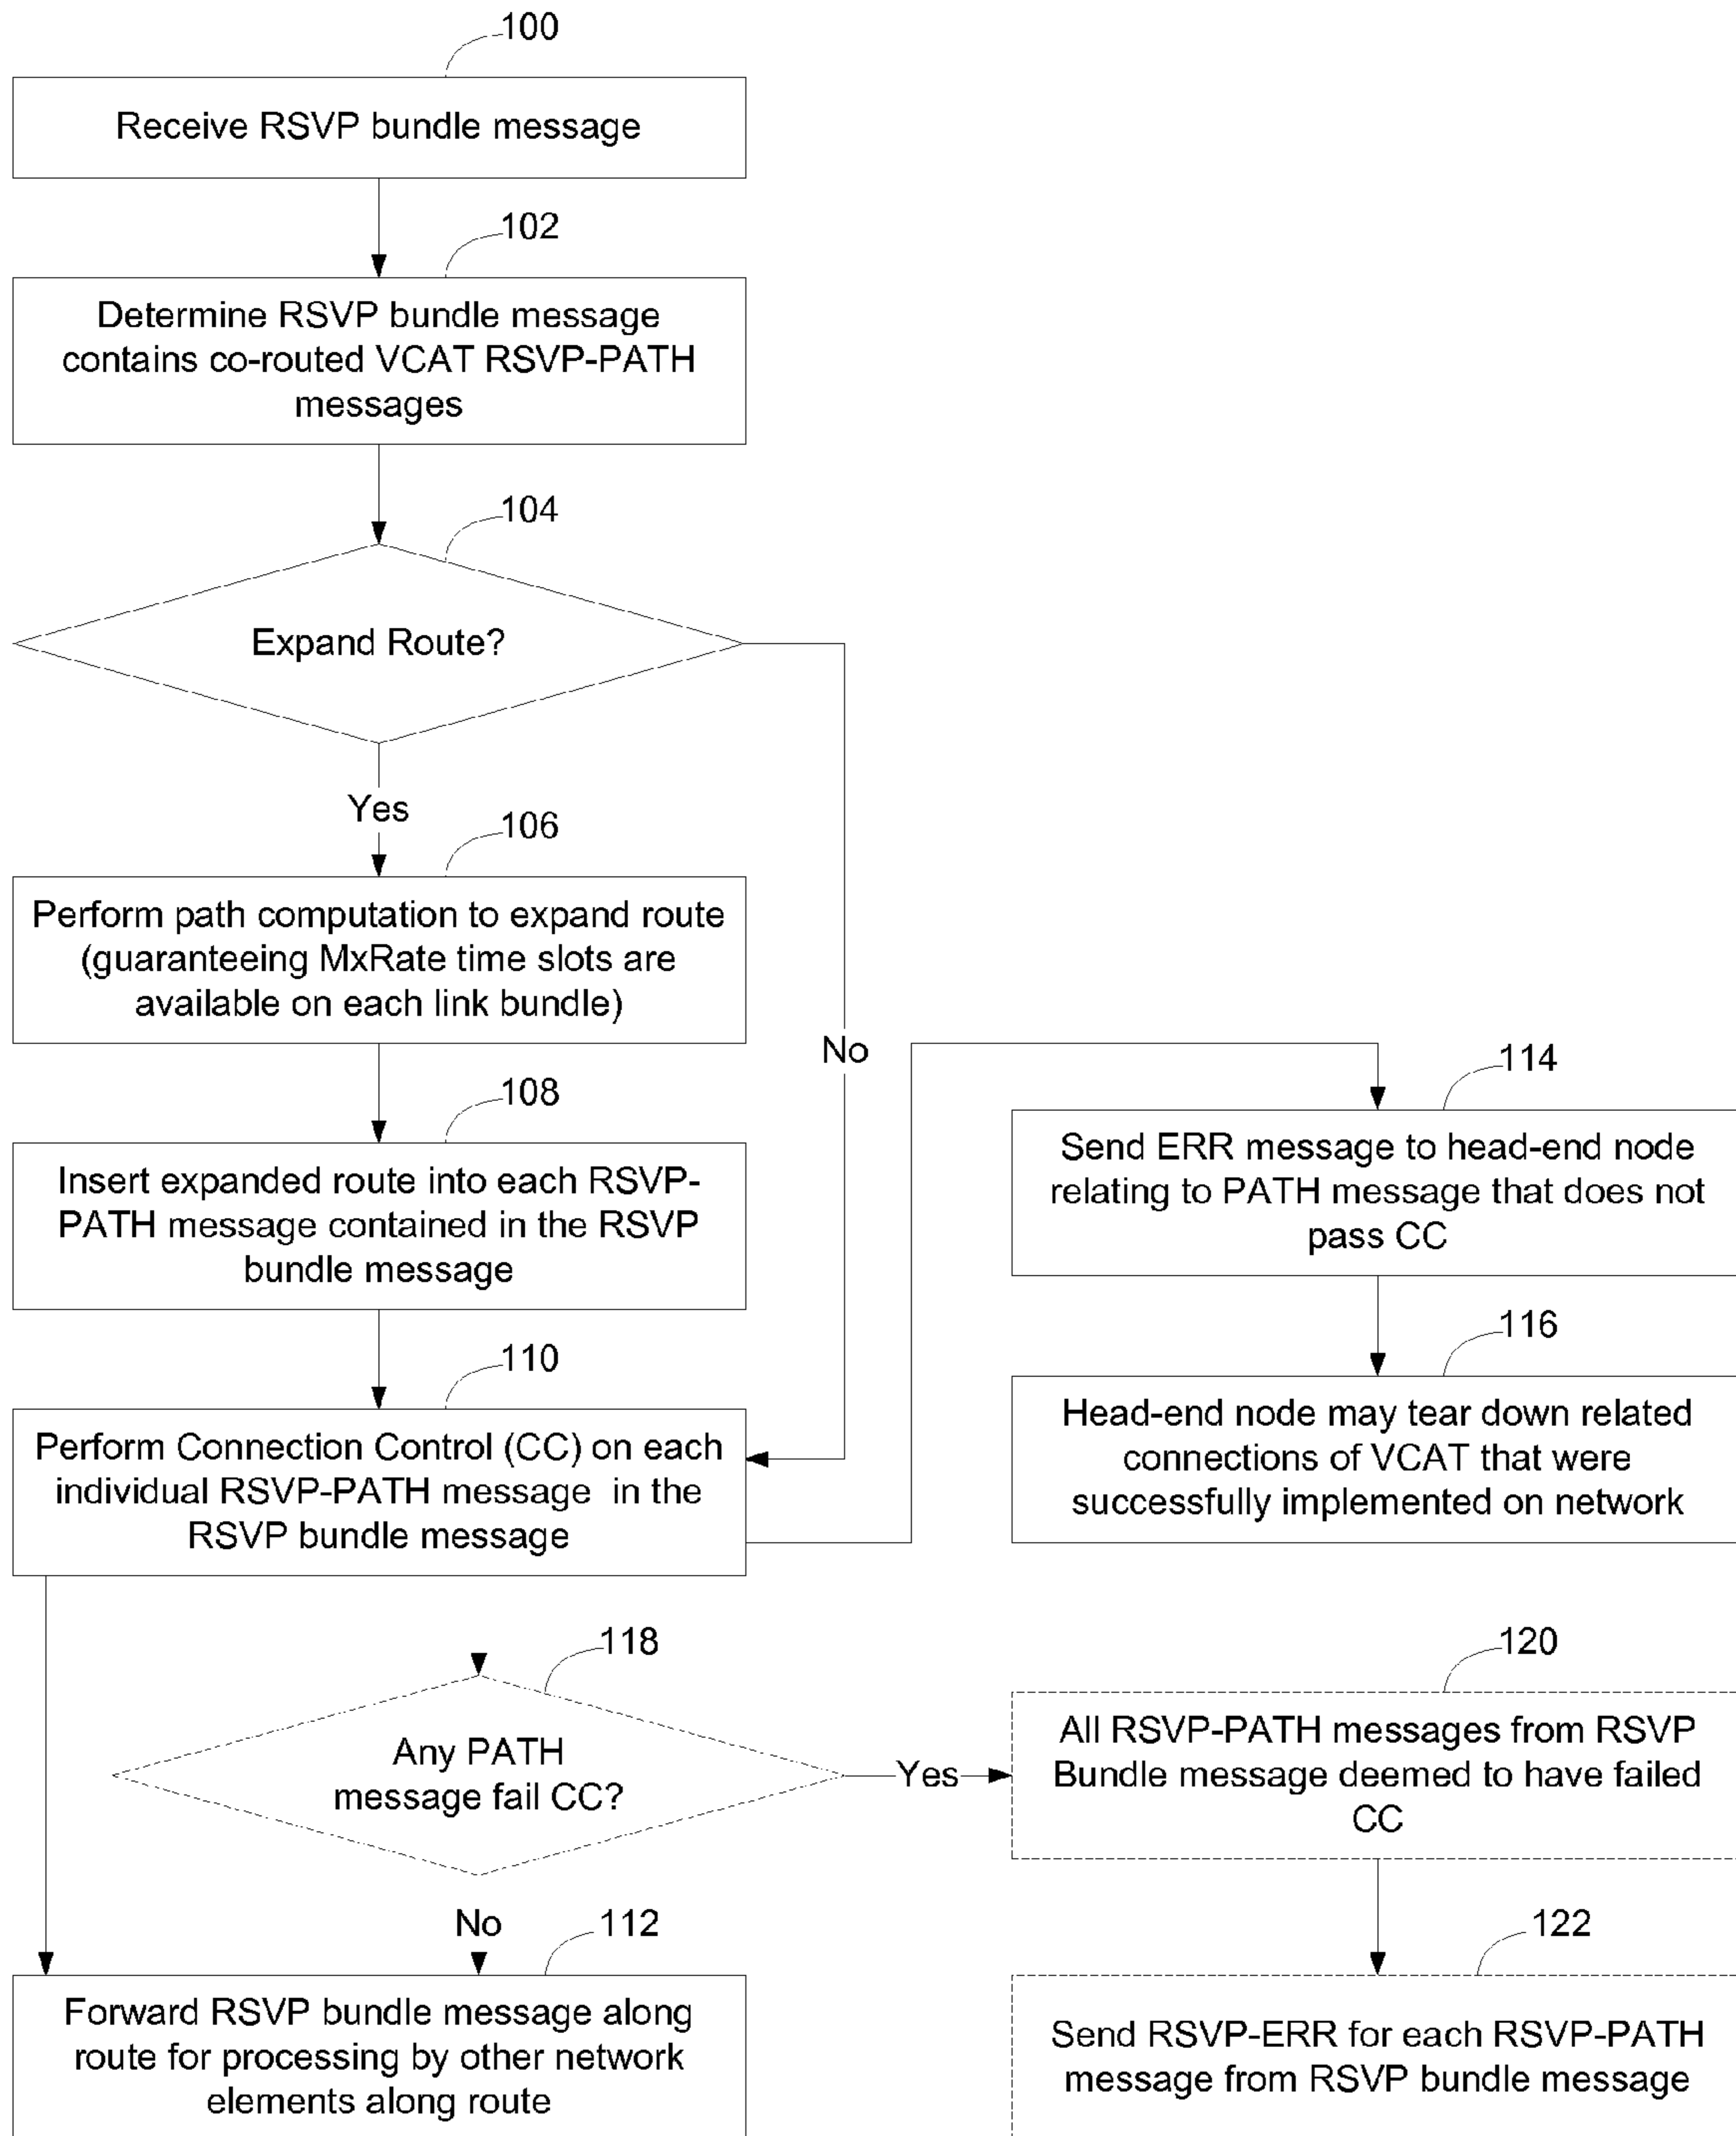 100
Receive RSVP bundle message
102
Determine RSVP bundle message
contains co-routed VCAT RSVP-PATH
messages
104
Expand Route?
Yes
106
Perform path computation to expand route
(guaranteeing MxRate time slots are
available on each link bundle)
No
108
Insert expanded route into each RSVP-
PATH message contained in the RSVP
bundle message
110
Perform Connection Control (CC) on each
individual RSVP-PATH message in the
RSVP bundle message
114
Send ERR message to head-end node
relating to PATH message that does not
pass CC
116
Head-end node may tear down related
connections of VCAT that were
successfully implemented on network
118
Any PATH
message fail CC?
Yes
120
All RSVP-PATH messages from RSVP
Bundle message deemed to have failed
CC
No
112
Forward RSVP bundle message along
route for processing by other network
elements along route
122
Send RSVP-ERR for each RSVP-PATH
message from RSVP bundle message